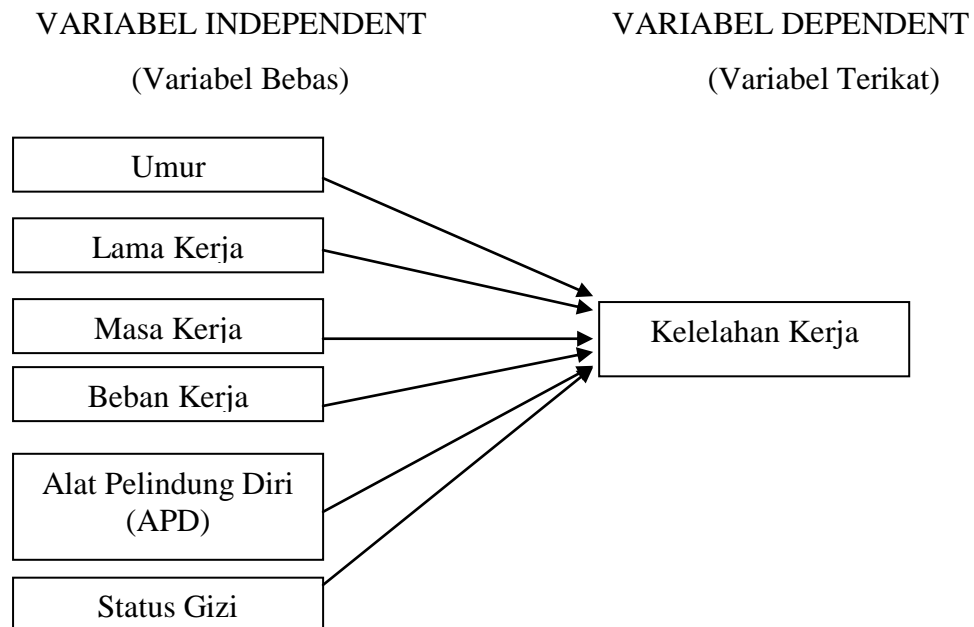 VARIABEL INDEPENDENT
(Variabel Bebas)
VARIABEL DEPENDENT
(Variabel Terikat)
Umur
Lama Kerja
Masa Kerja
Beban Kerja
Alat Pelindung Diri
(APD)
Status Gizi
Kelelahan Kerja